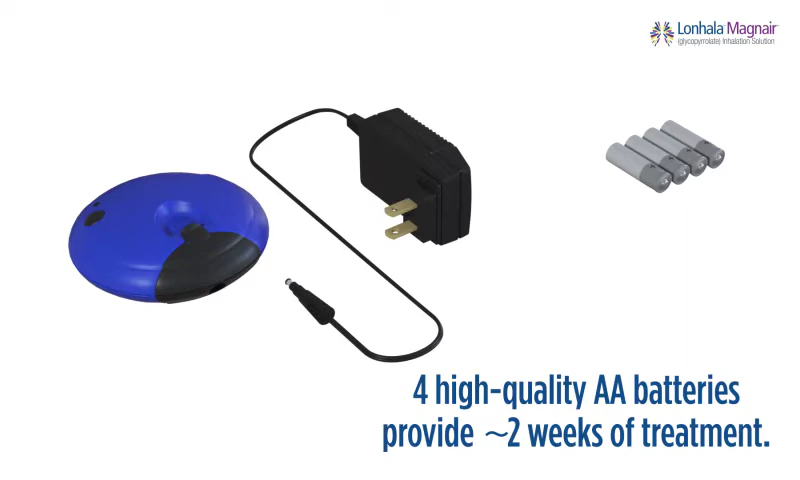 Lonhala Magnair
(glycopyrrolate) Inhalation Solution
4 high-quality AA batteries
provide ~2 weeks of treatment.